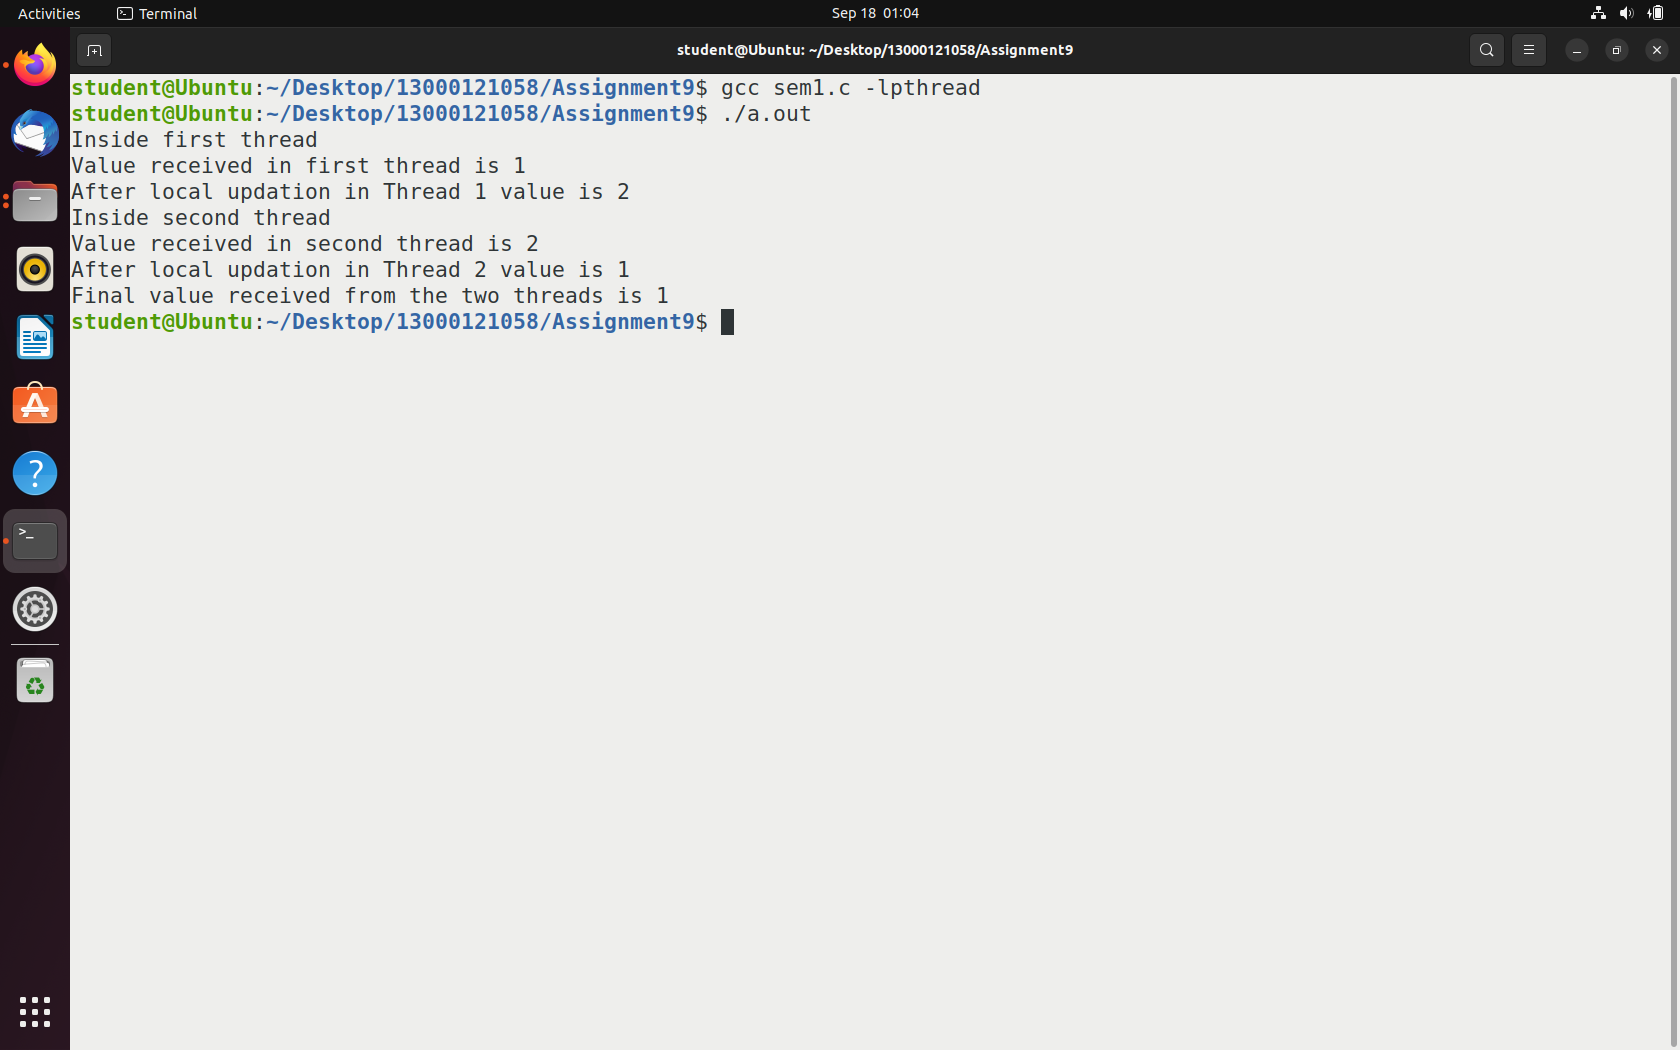 Activities
Terminal
Sep 18 01:04
student@Ubuntu: ~/Desktop/13000121058/Assignment9
student@Ubuntu:~/Desktop/13000121058/Assignment9$ gcc sem1.c -lpthread
student@Ubuntu:~/Desktop/13000121058/Assignment9$ ./a.out
Inside first thread
Value received in first thread is 1
After local updation in Thread 1 value is 2
Inside second thread
Value received in second thread is 2
After local updation in Thread 2 value is 1
Final value received from the two threads is 1
student@Ubuntu:~/Desktop/13000121058/Assignment9$